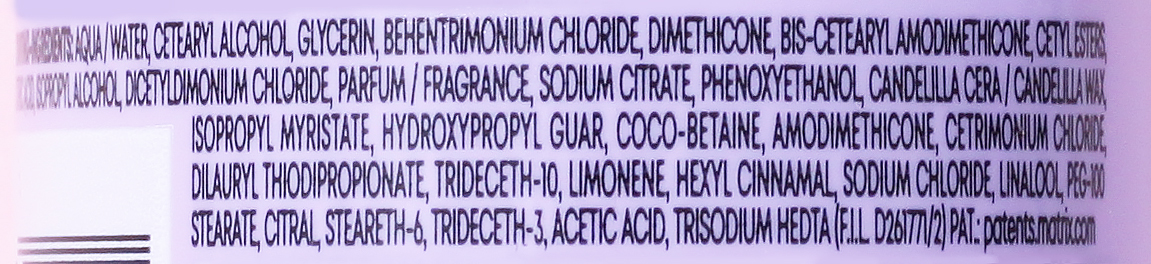 INGREDIENTS: AQUA / WATER, CETEARYL ALCOHOL, GLYCERIN, BEHENTRIMONIUM CHLORIDE, DIMETHICONE, BIS-CETEARYL AMODIMETHICONE, CETYL ESTERS,
ISOPROPYL ALCOHOL, DICETYLDIMONIUM CHLORIDE, PARFUM / FRAGRANCE, SODIUM CITRATE, PHENOXYETHANOL, CANDELILLA CERA / CANDELILLA WAX,
ISOPROPYL MYRISTATE, HYDROXYPROPYL GUAR, COCO-BETAINE, AMODIMETHICONE, CETRIMONIUM CHLORIDE,
DILAURYL THIODIPROPIONATE, TRIDECETH-10, LIMONENE, HEXYL CINNAMAL, SODIUM CHLORIDE, LINALOOL, PEG-100
STEARATE, CITRAL, STEARETH-6, TRIDECETH-3, ACETIC ACID, TRISODIUM HEDTA (F.I.L. D261771/2) PAT.: patents.matrix.com